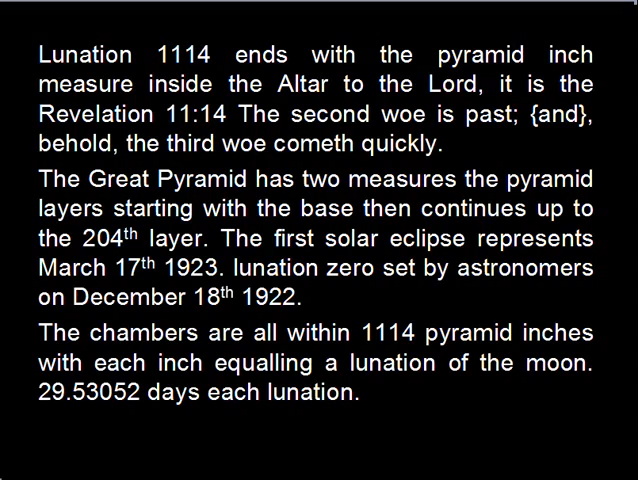 Lunation 1114 ends with the pyramid inch
measure inside the Altar to the Lord, it is the
Revelation 11:14 The second woe is past; {and},
behold, the third woe cometh quickly.
The Great Pyramid has two measures the pyramid
layers starting with the base then continues up to
the 204th layer. The first solar eclipse represents
March 17th 1923. lunation zero set by astronomers
on December 18th 1922.
The chambers are all within 1114 pyramid inches
with each inch equalling a lunation of the moon.
29.53052 days each lunation.